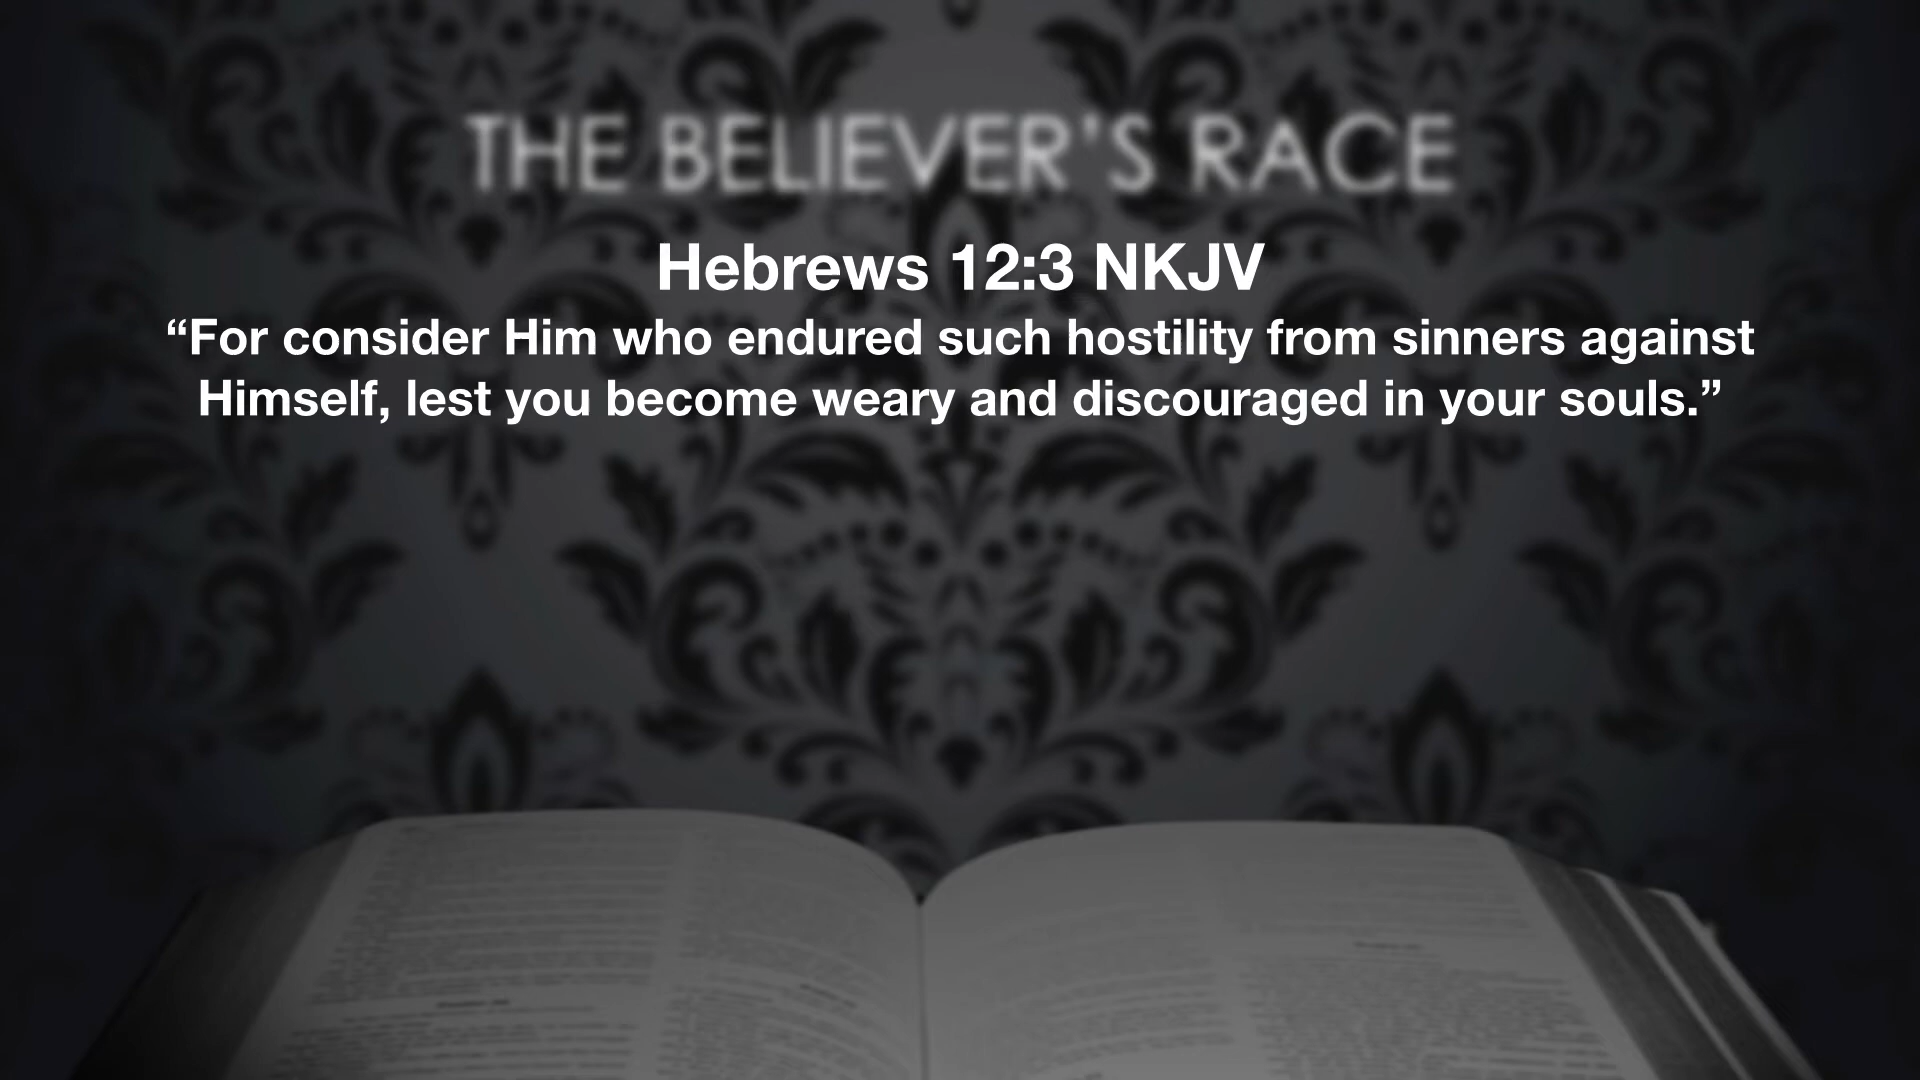 THE BELIEVER’S RACE
Hebrews 12:3 NKJV
“For consider Him who endured such hostility from sinners against
Himself, lest you become weary and discouraged in your souls.”